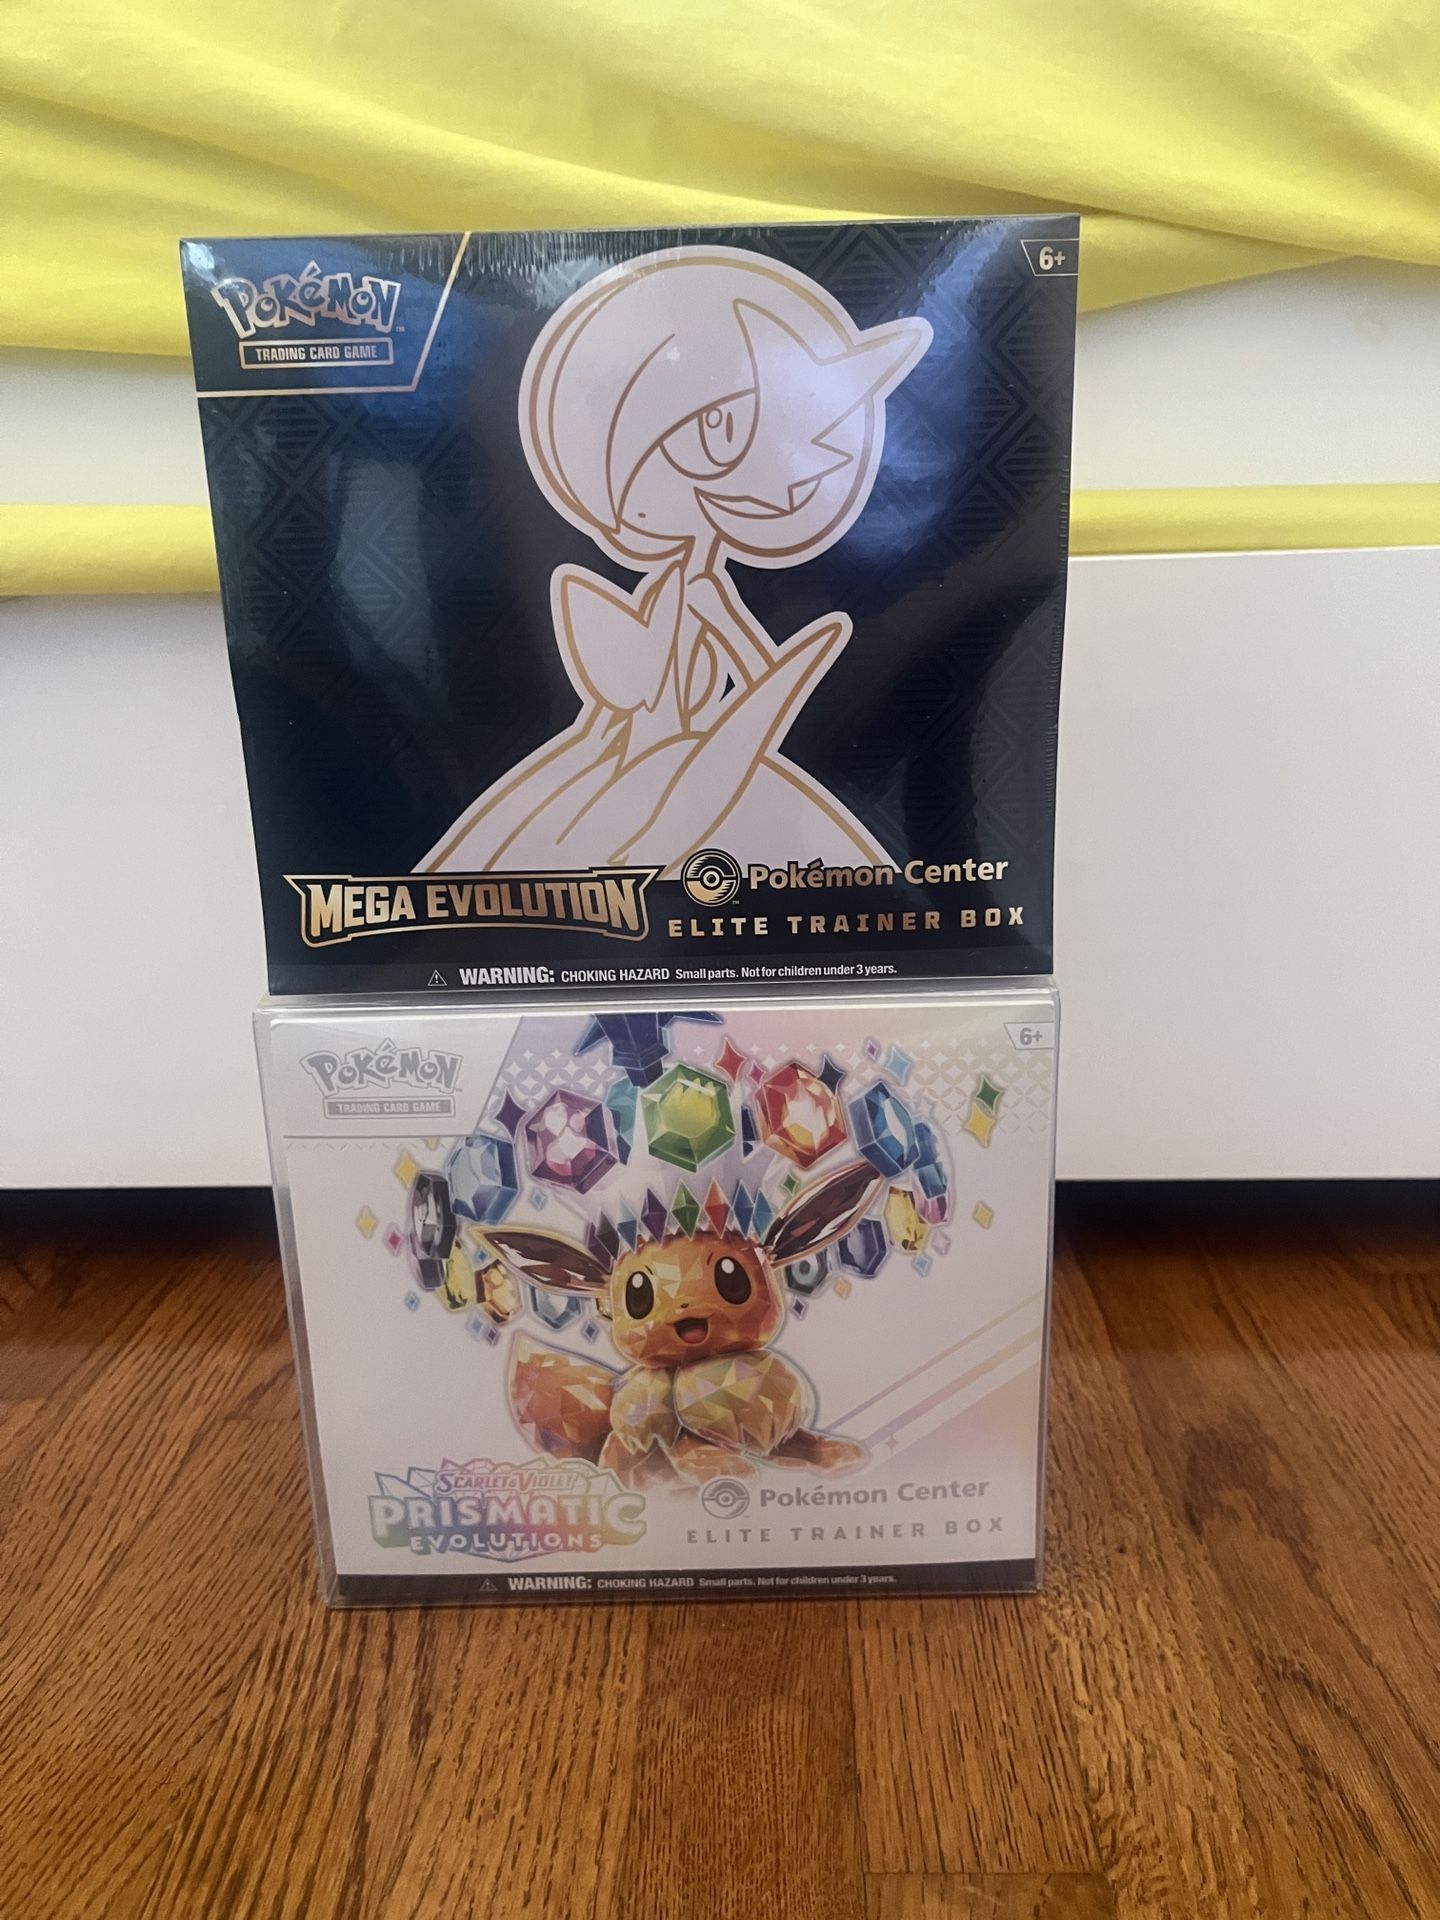 POKéMON
TRADING CARD GAME
6+
MEGA EVOLUTION
Pokémon Center
ELITE TRAINER BOX
WARNING: CHOKING HAZARD Small parts. Not for children under 3 years.
POKéMON
TRADING CARD GAME
6+
SCARLET & VIOLET
PRISMATIC
EVOLUTIONS
Pokémon Center
ELITE TRAINER BOX
WARNING: CHOKING HAZARD Small parts. Not for children under 3 years.